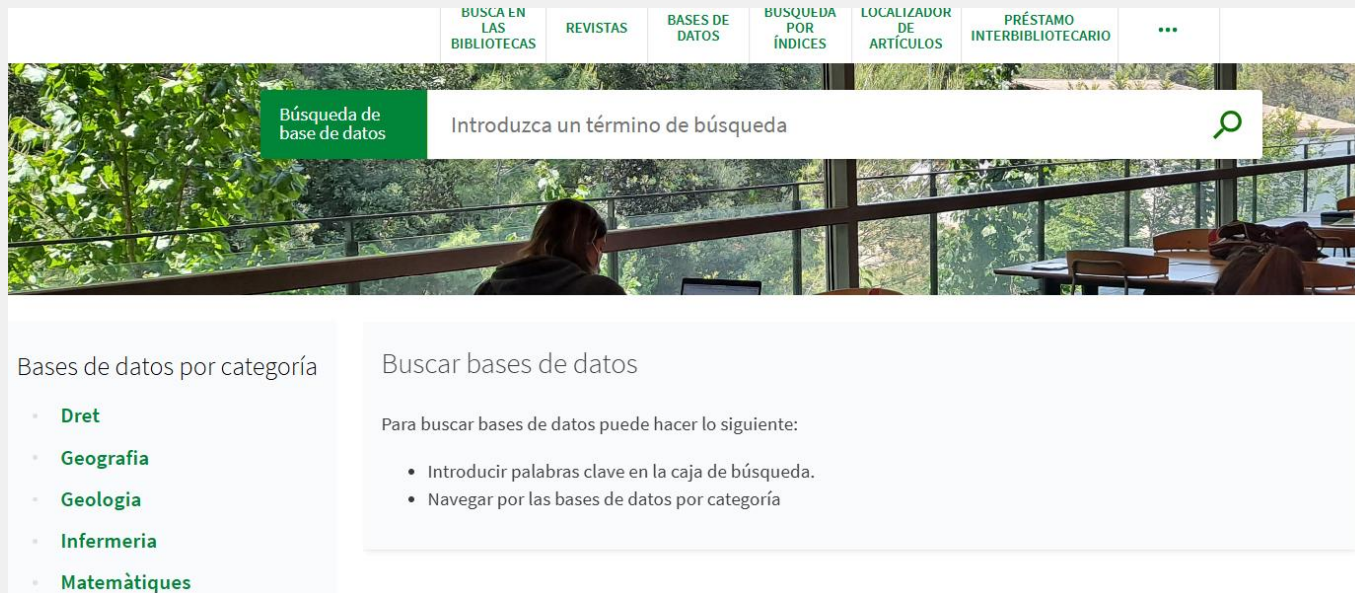 BUSCA EN
LAS
BIBLIOTECAS
REVISTAS
BASES DE
DATOS
BÚSQUEDA
POR
ÍNDICES
LOCALIZADOR
DE
ARTÍCULOS
PRÉSTAMO
INTERBIBLIOTECARIO
•••
Búsqueda de
base de datos
Introduzca un término de búsqueda
Bases de datos por categoría
Dret
Geografia
Geologia
Infermeria
Matemàtiques
Buscar bases de datos
Para buscar bases de datos puede hacer lo siguiente:
• Introducir palabras clave en la caja de búsqueda.
• Navegar por las bases de datos por categoría